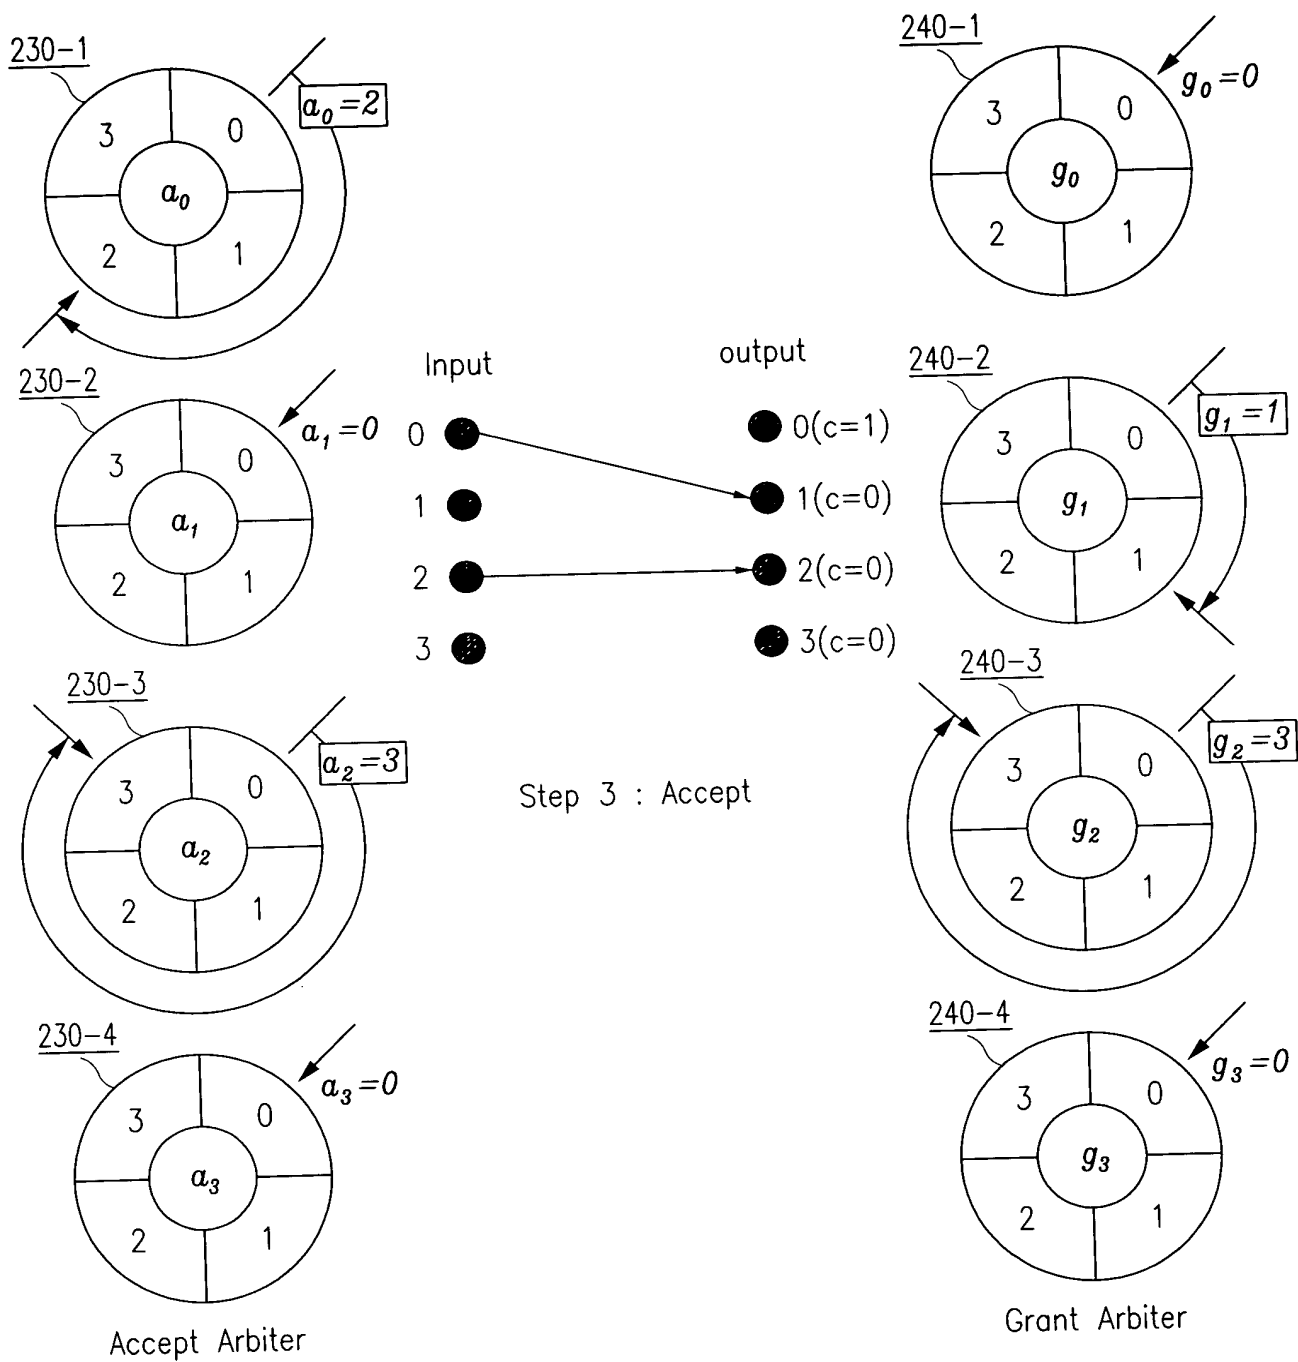 230-1
a0=2
3
0
a0
2
1
230-2
a1=0
3
0
a1
2
1
230-3
a2=3
3
0
a2
2
1
230-4
a3=0
3
0
a3
2
1
Accept Arbiter
Input
output
0
0(c=1)
1
1(c=0)
2
2(c=0)
3
3(c=0)
Step 3 : Accept
240-1
g0=0
3
0
g0
2
1
240-2
g1=1
3
0
g1
2
1
240-3
g2=3
3
0
g2
2
1
240-4
g3=0
3
0
g3
2
1
Grant Arbiter